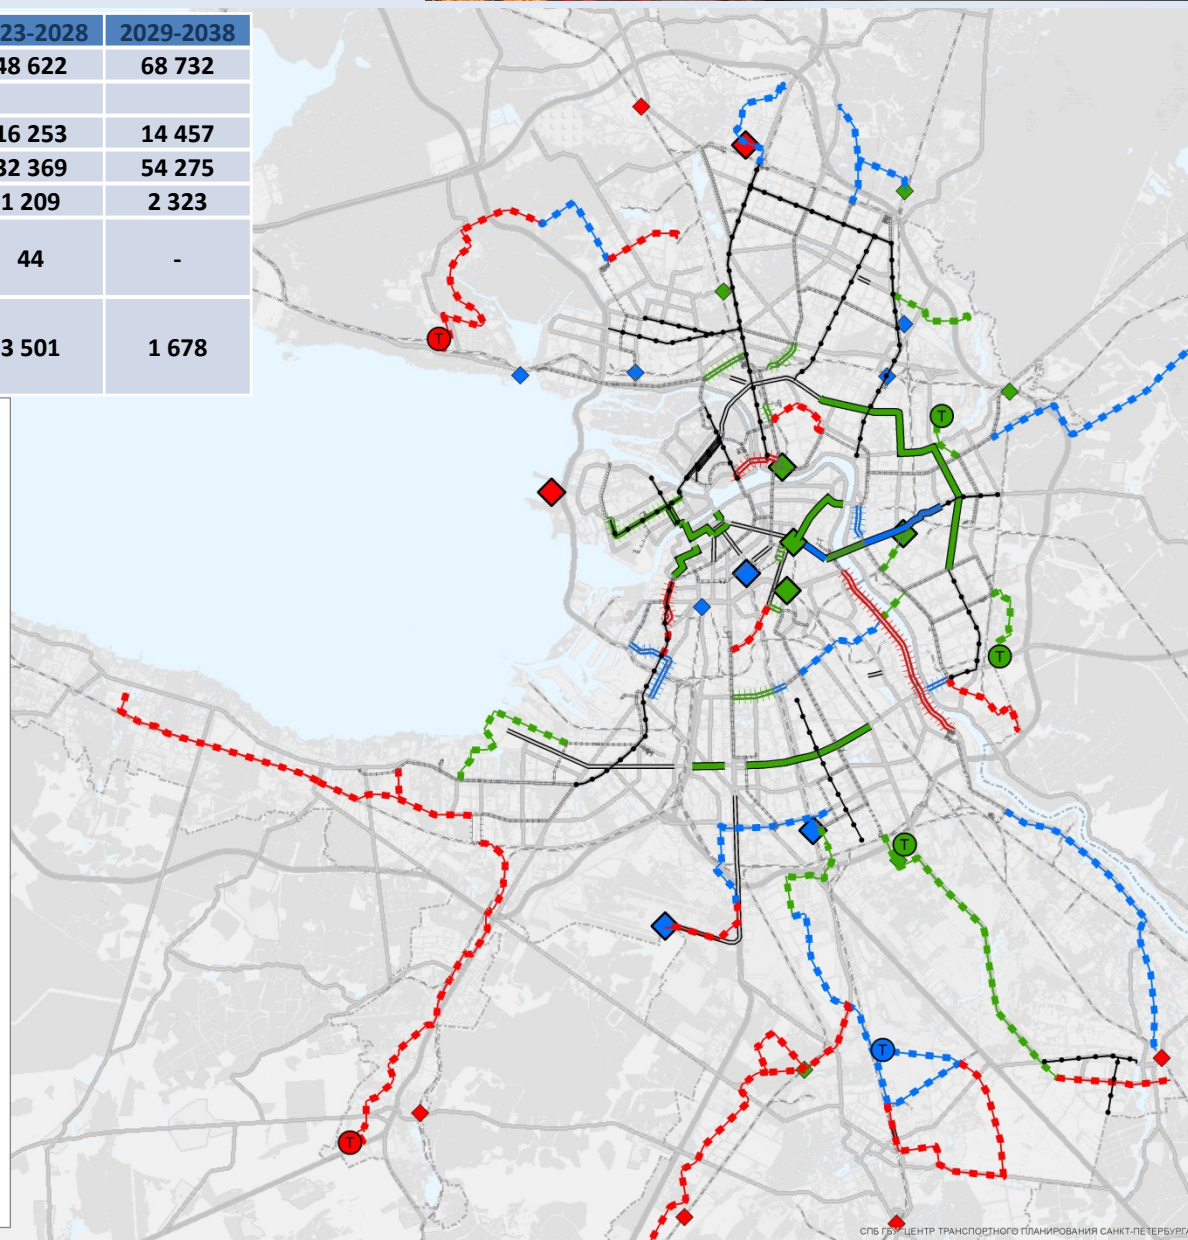 23-2028 2029-2038
48 622 68 732
16 253 14 457
32 369 54 275
1 209 2 323
44 -
3 501 1 678
Т
Т
Т
Т
Т
Т
СПБ ГБУ "ЦЕНТР ТРАНСПОРТНОГО ПЛАНИРОВАНИЯ САНКТ-ПЕТЕРБУРГА